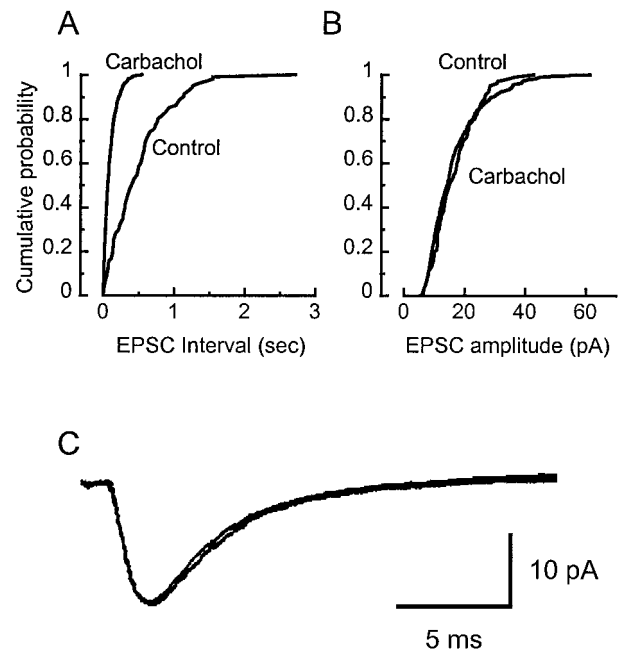 A
B
Carbachol
Control
1
0.8
0.6
0.4
0.2
0
Cumulative probability
Control
0
1
2
3
EPSC Interval (sec)
1
0.8
0.6
0.4
0.2
0
Carbachol
0
20
40
60
EPSC amplitude (pA)
C
10 pA
5 ms